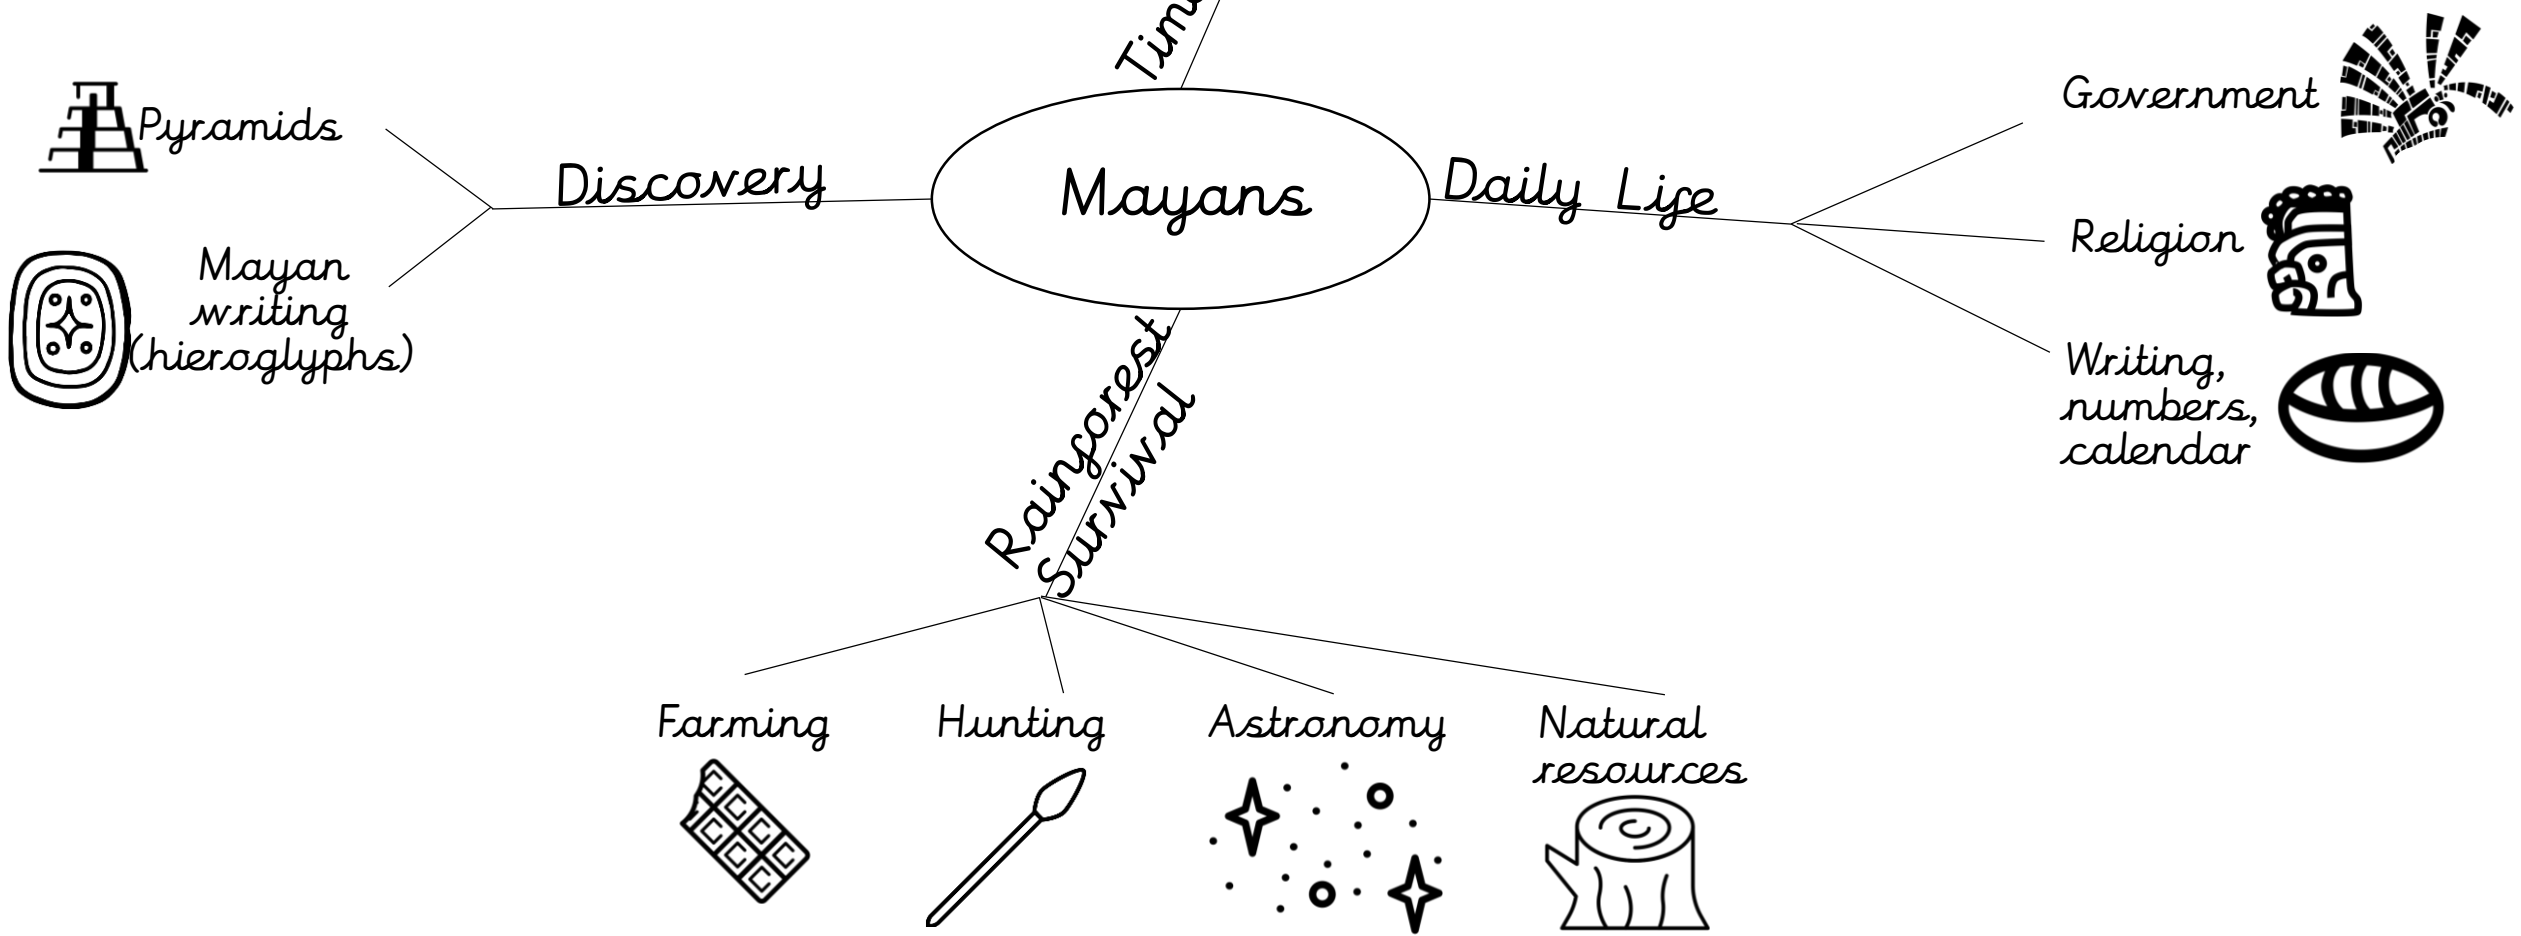 Mayans
Discovery
Pyramids
Mayan
writing
(hieroglyphs)
Daily Life
Government
Religion
Writing,
numbers,
calendar
Rainforest
Survival
Farming
Hunting
Astronomy
Natural
resources